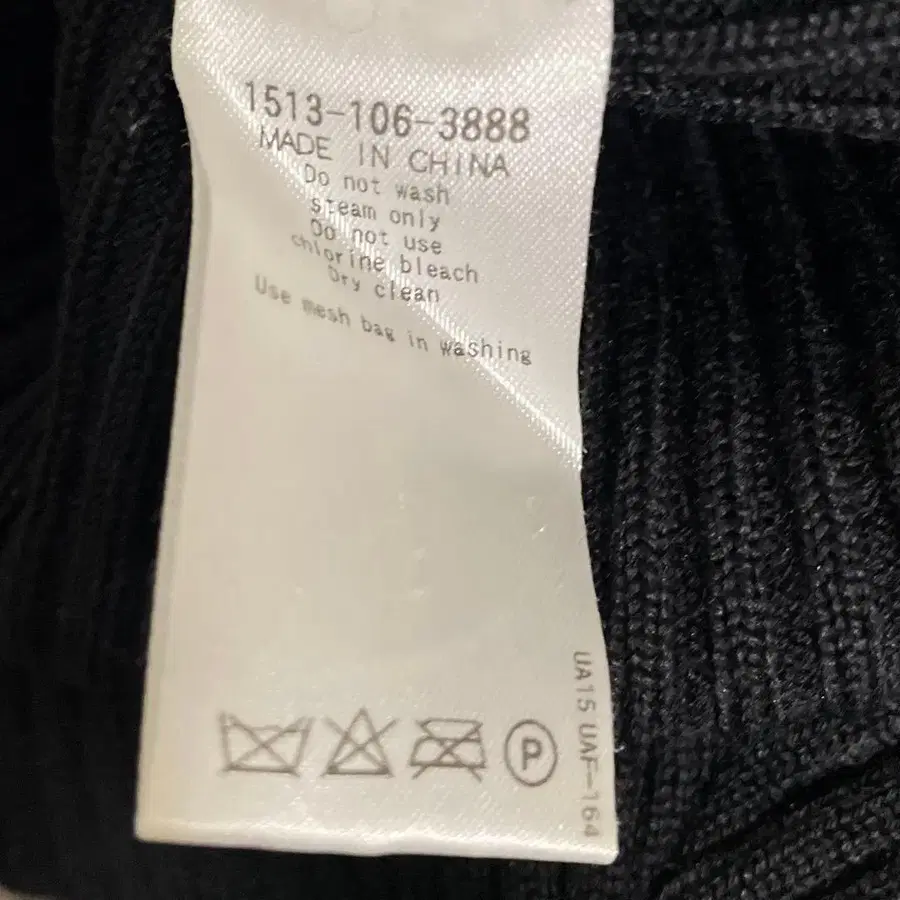 1513-106-3888
MADE IN CHINA
Do not wash
steam only
Do not use
chlorine bleach
Dry clean
Use mesh bag in washing
P
UA15 UAF-164